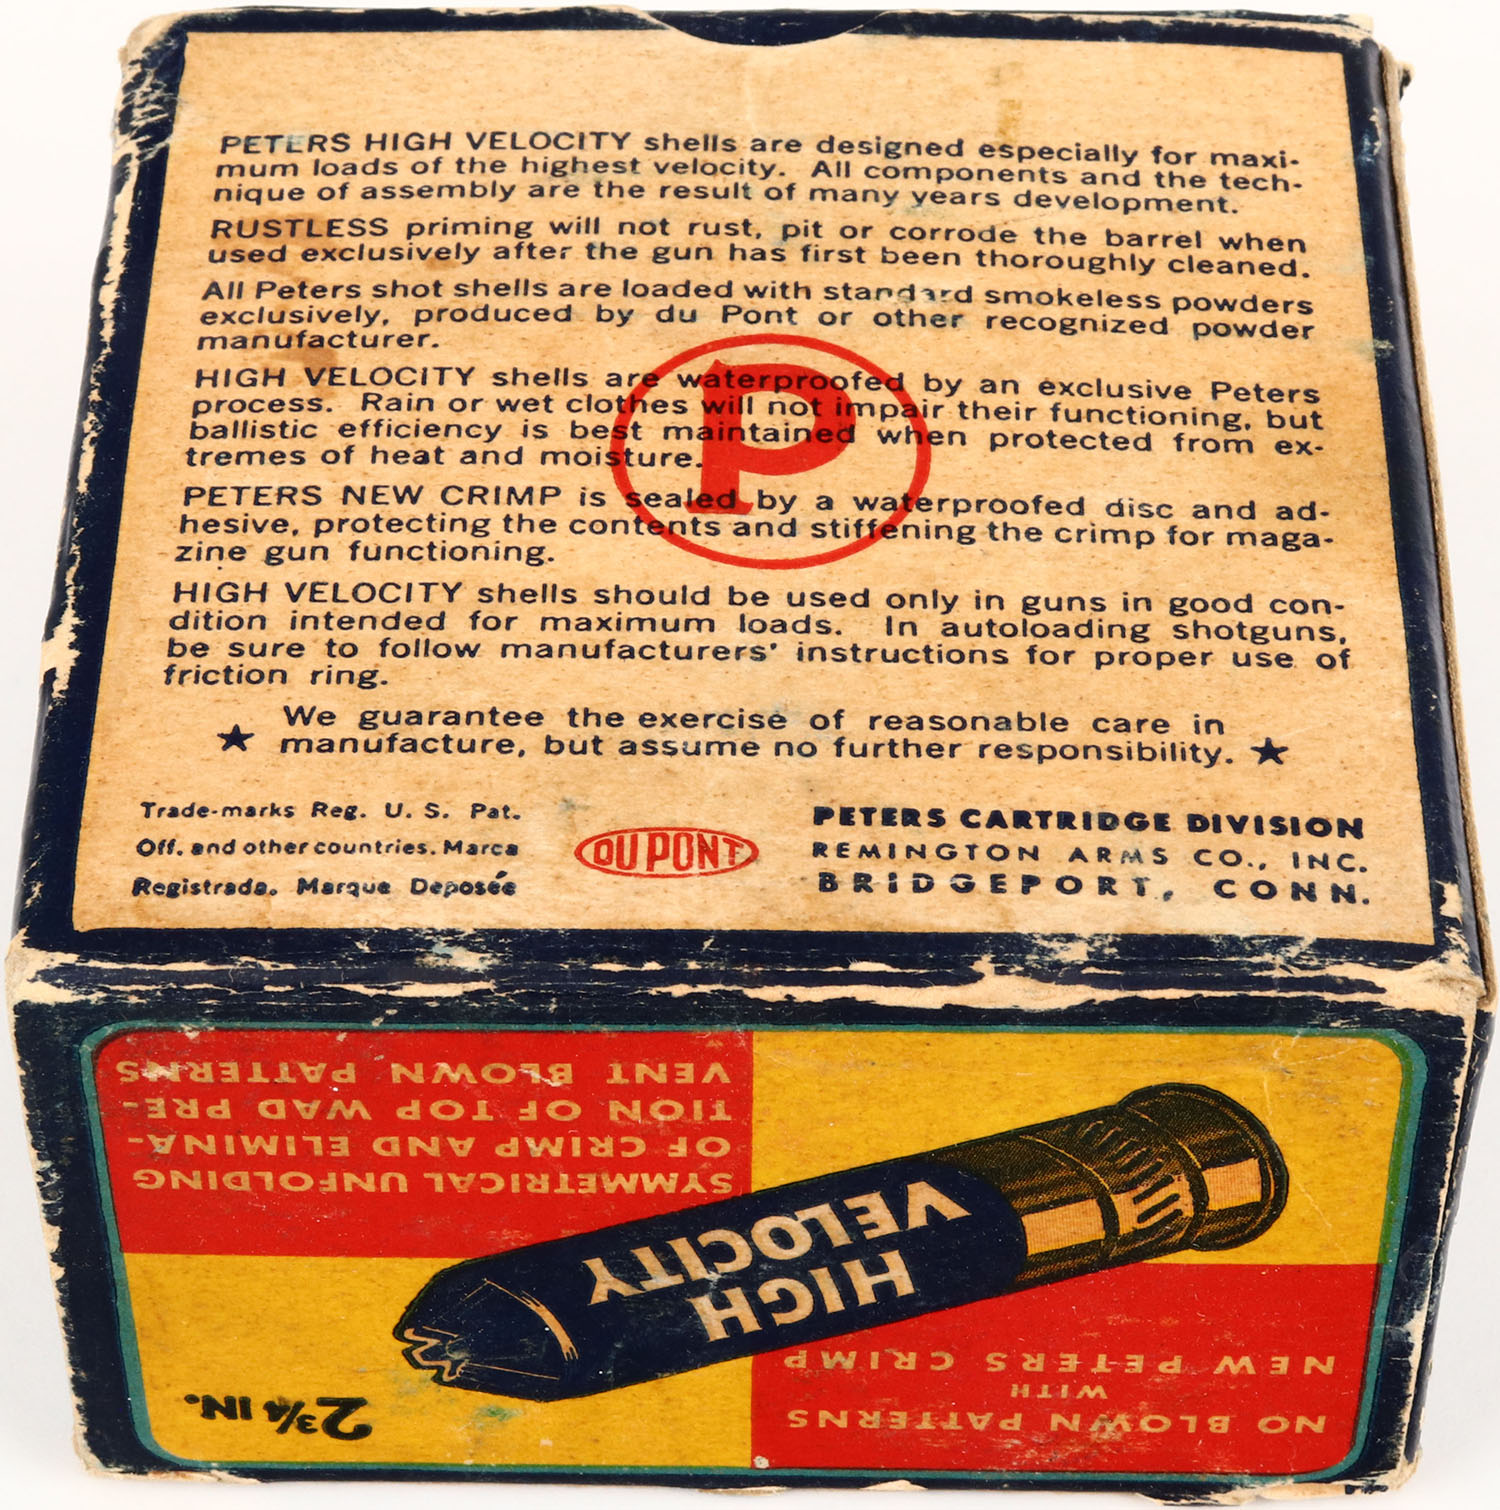 PETERS HIGH VELOCITY shells are designed especially for maxi-
mum loads of the highest velocity. All components and the tech-
nique of assembly are the result of many years development.
RUSTLESS priming will not rust, pit or corrode the barrel when
used exclusively after the gun has first been thoroughly cleaned.
All Peters shot shells are loaded with standard smokeless powders
exclusively, produced by du Pont or other recognized powder
manufacturer.
HIGH VELOCITY shells are waterproofed by an exclusive Peters
process. Rain or wet clothes will not impair their functioning, but
ballistic efficiency is best maintained when protected from ex-
tremes of heat and moisture.
P
PETERS NEW CRIMP is sealed by a waterproofed disc and ad-
hesive, protecting the contents and stiffening the crimp for maga-
zine gun functioning.
HIGH VELOCITY shells should be used only in guns in good con-
dition intended for maximum loads. In autoloading shotguns,
be sure to follow manufacturers' instructions for proper use of
friction ring.
★ We guarantee the exercise of reasonable care in
manufacture, but assume no further responsibility. ★
Trade-marks Reg. U. S. Pat.
Off. and other countries. Marca
Registrada. Marque Deposée
DU PONT
PETERS CARTRIDGE DIVISION
REMINGTON ARMS CO., INC.
BRIDGEPORT, CONN.
NO BLOWN PATTERNS
WITH
NEW PETERS CRIMP
2¾ IN.
HIGH
VELOCITY
SYMMETRICAL UNFOLDING
OF CRIMP AND ELIMINA-
TION OF TOP WAD PRE-
VENT BLOWN PATTERNS